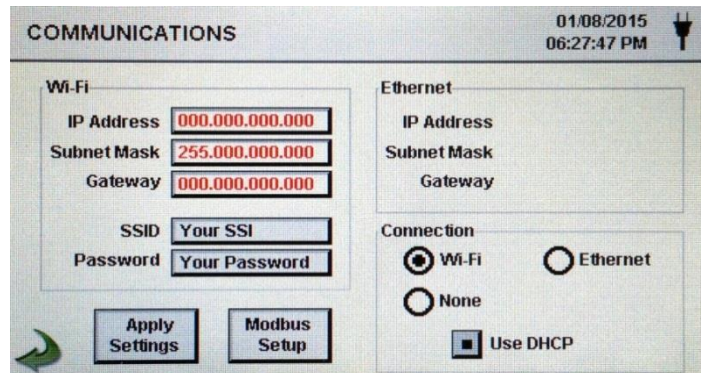 COMMUNICATIONS
01/08/2015
06:27:47 PM
Wi-Fi
IP Address 000.000.000.000
Subnet Mask 255.000.000.000
Gateway 000.000.000.000
SSID Your SSI
Password Your Password
Apply
Settings
Modbus
Setup
Ethernet
IP Address
Subnet Mask
Gateway
Connection
Wi-Fi Ethernet
None
Use DHCP